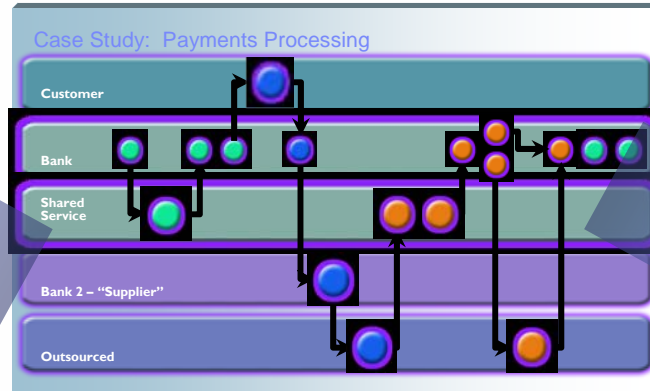 Case Study: Payments Processing
Customer
Bank
Shared
Service
Bank 2 – “Supplier”
Outsourced